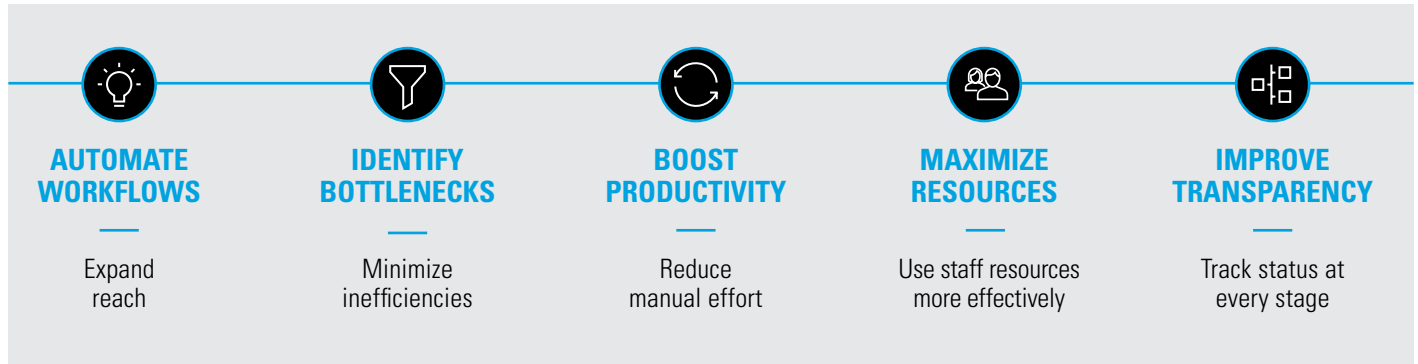 AUTOMATE
WORKFLOWS
Expand
reach
IDENTIFY
BOTTLENECKS
Minimize
inefficiencies
BOOST
PRODUCTIVITY
Reduce
manual effort
MAXIMIZE
RESOURCES
Use staff resources
more effectively
IMPROVE
TRANSPARENCY
Track status at
every stage